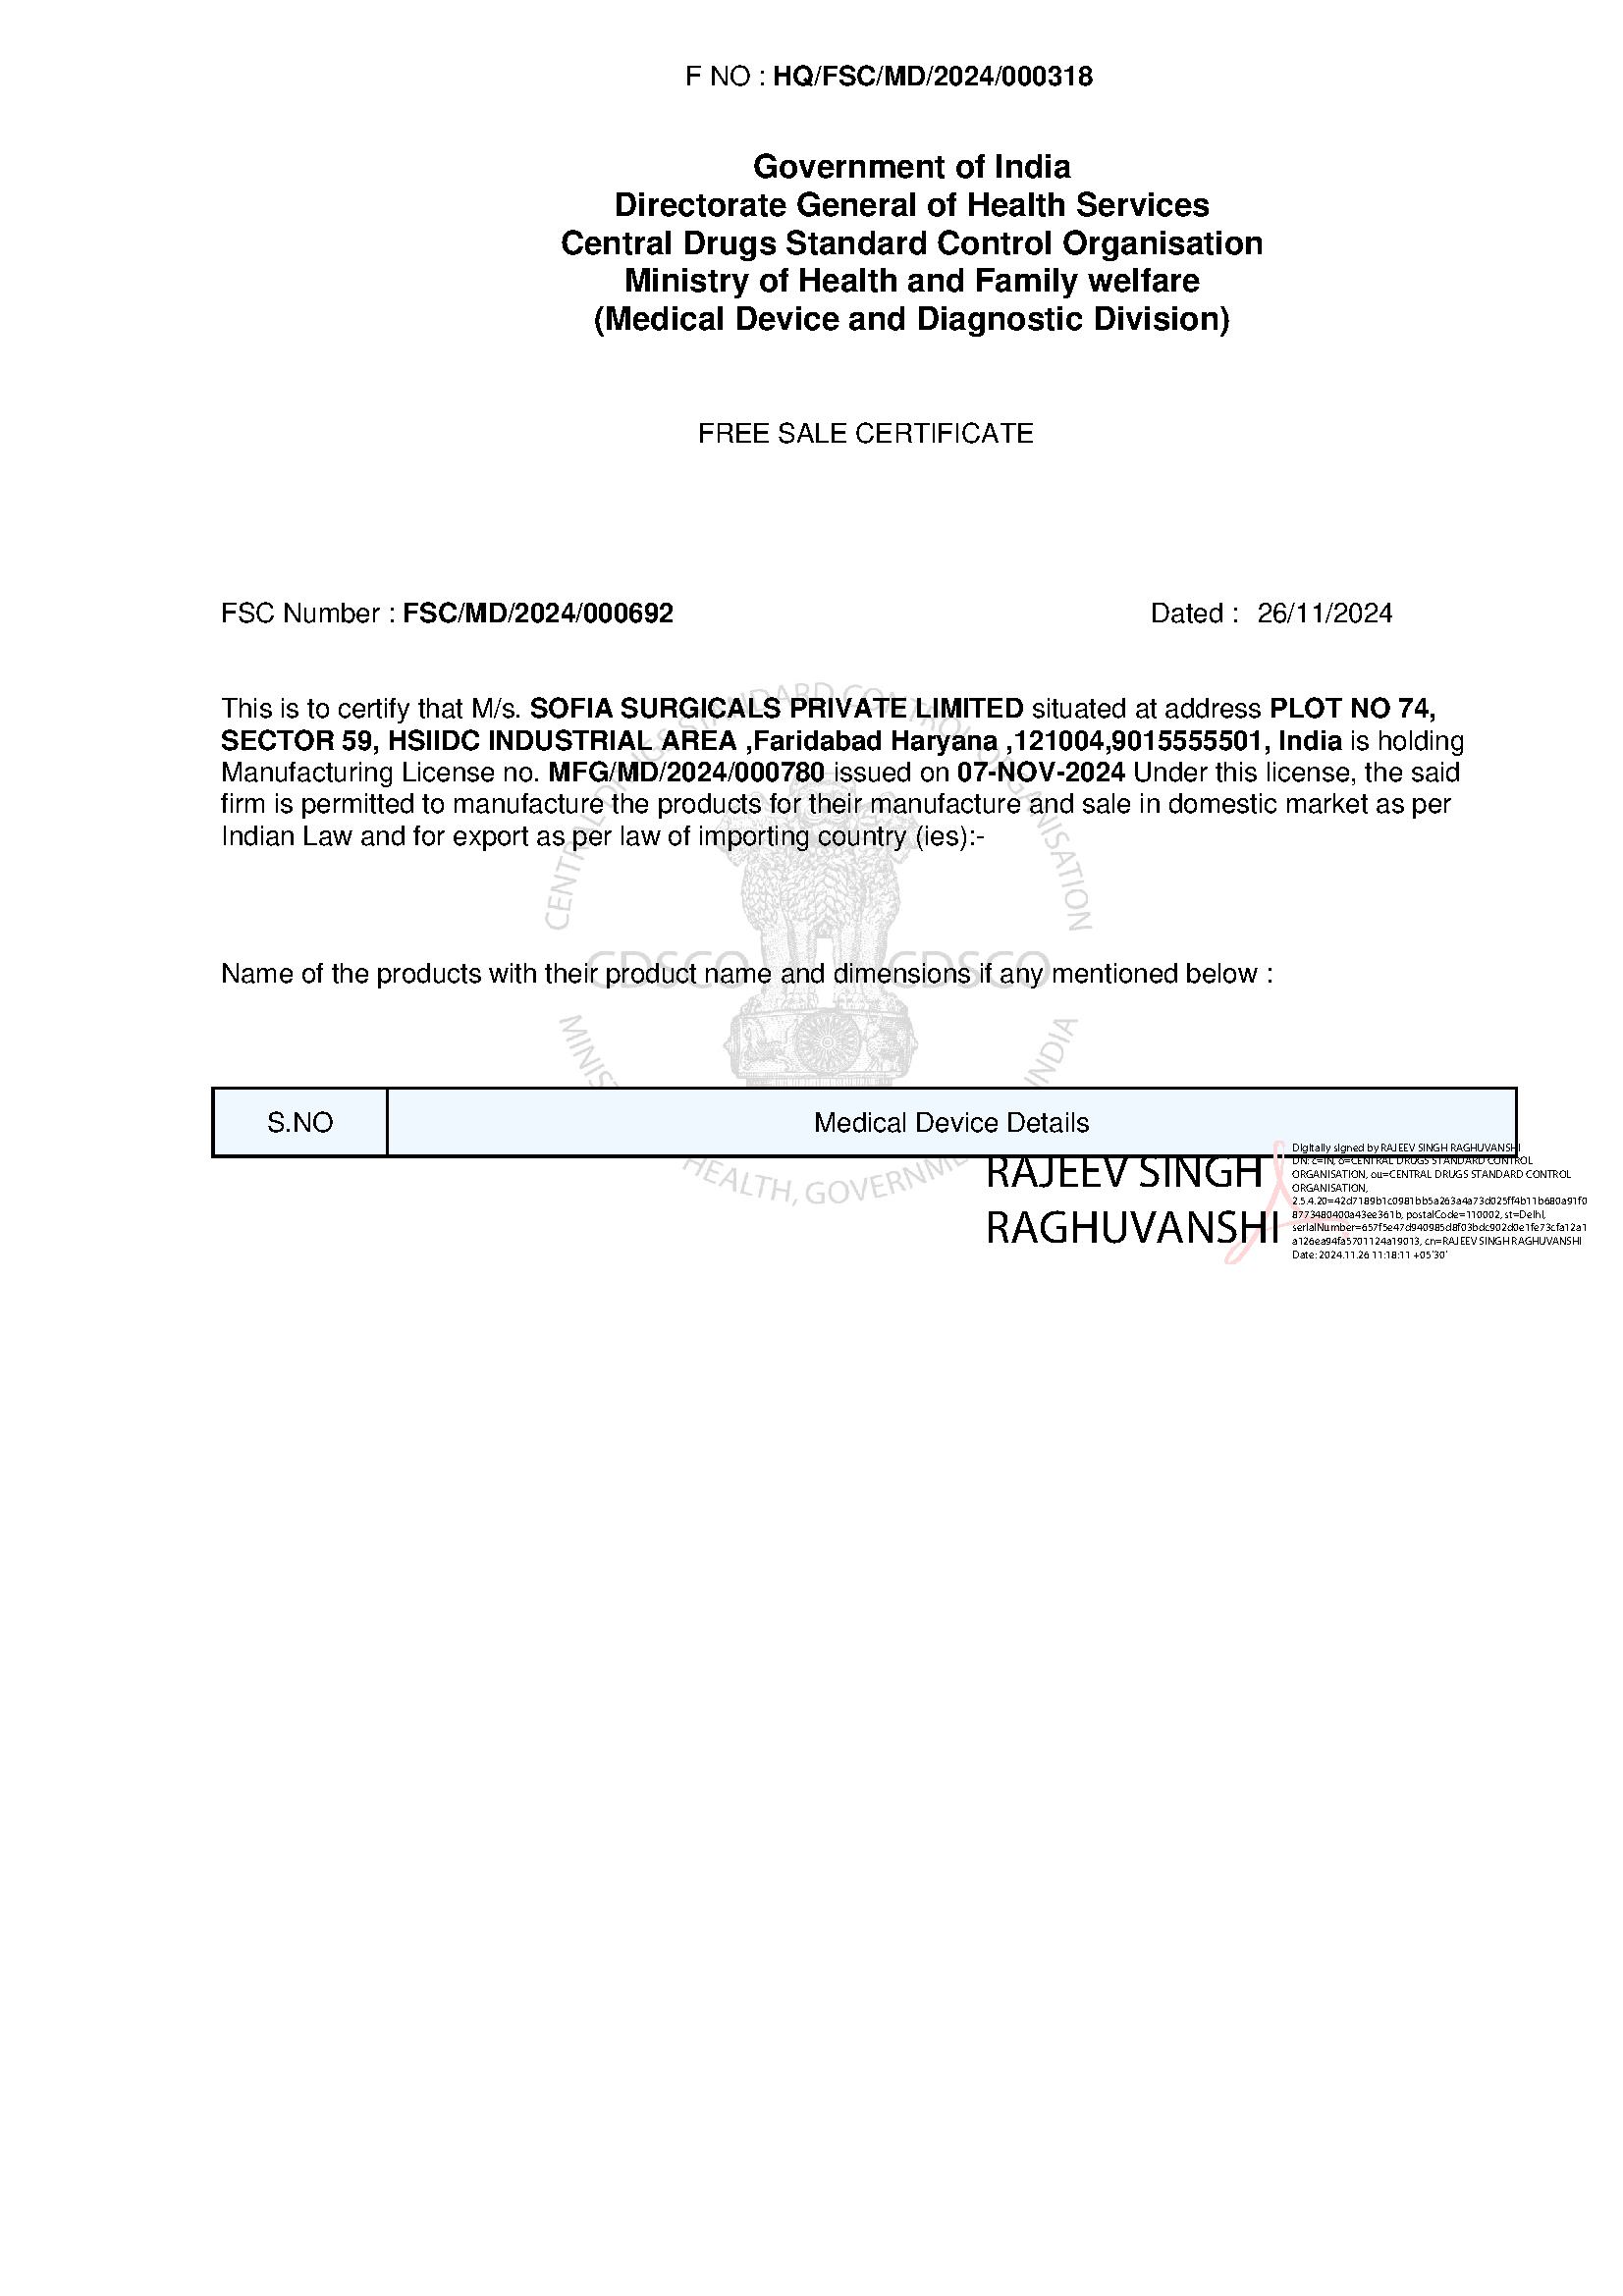 F NO : HQ/FSC/MD/2024/000318
Government of India
Directorate General of Health Services
Central Drugs Standard Control Organisation
Ministry of Health and Family welfare
(Medical Device and Diagnostic Division)
FREE SALE CERTIFICATE
FSC Number : FSC/MD/2024/000692 Dated : 26/11/2024
This is to certify that M/s. SOFIA SURGICALS PRIVATE LIMITED situated at address PLOT NO 74,
SECTOR 59, HSIIDC INDUSTRIAL AREA ,Faridabad Haryana ,121004,9015555501, India is holding
Manufacturing License no. MFG/MD/2024/000780 issued on 07-NOV-2024 Under this license, the said
firm is permitted to manufacture the products for their manufacture and sale in domestic market as per
Indian Law and for export as per law of importing country (ies):-
CENTRAL DRUGS STANDARD CONTROL ORGANISATION
CDSCO CDSCO
Name of the products with their product name and dimensions if any mentioned below :
HEALTH, INDIA
S.NO Medical Device Details
RAJEEV SINGH
RAGHUVANSHI
Digitally signed by RAJEEV SINGH RAGHUVANSHI
DN: c=IN, o=CENTRAL DRUGS STANDARD CONTROL
ORGANISATION, ou=CENTRAL DRUGS STANDARD CONTROL
ORGANISATION,
2.5.4.20=42d7189b1c0981bb5a263a4a73d025ff4b11b680a91f0
8773480400a43ee361b, postalCode=110002, st=Delhi,
serialNumber=657f5e47d940985d8f03bdc902d0e1fe73cfa12a1
a126ea94fa5701124a19013, cn=RAJEEV SINGH RAGHUVANSHI
Date: 2024.11.26 11:18:11 +05'30'